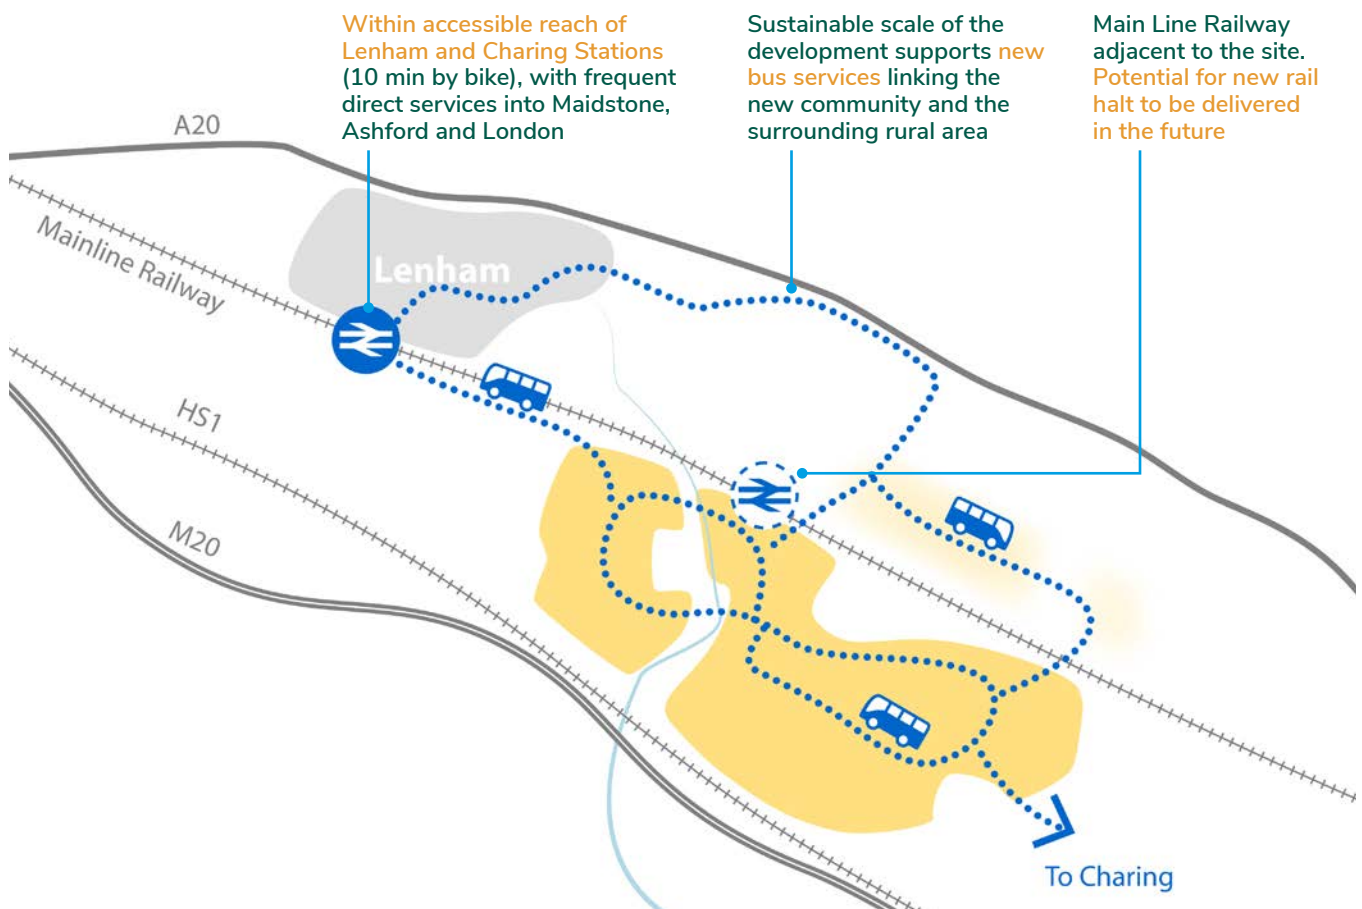 Within accessible reach of
Lenham and Charing Stations
(10 min by bike), with frequent
direct services into Maidstone,
Ashford and London
Sustainable scale of the
development supports new
bus services linking the
new community and the
surrounding rural area
Main Line Railway
adjacent to the site.
Potential for new rail
halt to be delivered
in the future
A20
Mainline Railway
Lenham
HS1
M20
To Charing